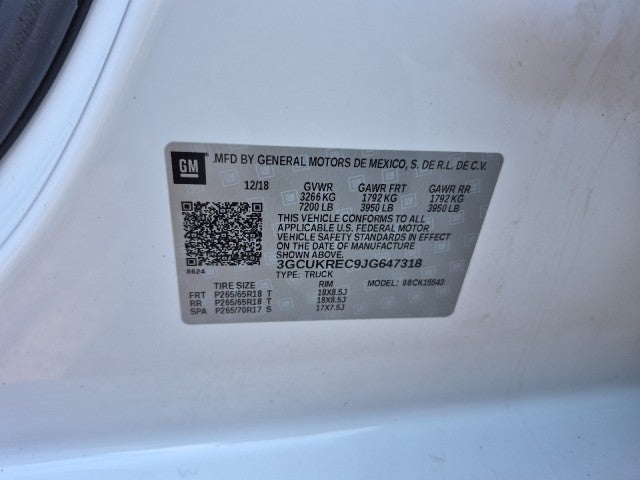 GM MFD BY GENERAL MOTORS DE MEXICO, S. DE R.L. DE C.V.
12/18 GVWR GAWR FRT GAWR RR
3266 KG 1792 KG 1792 KG
7200 LB 3950 LB 3950 LB
THIS VEHICLE CONFORMS TO ALL
APPLICABLE U.S. FEDERAL MOTOR
VEHICLE SAFETY STANDARDS IN EFFECT
ON THE DATE OF MANUFACTURE
SHOWN ABOVE.
3GCUKREC9JG647318
8624 TYPE: TRUCK
TIRE SIZE RIM MODEL: 98CK15543
FRT P265/65R18 T 18X8.5J
RR P265/65R18 T 18X8.5J
SPA P265/70R17 S 17X7.5J